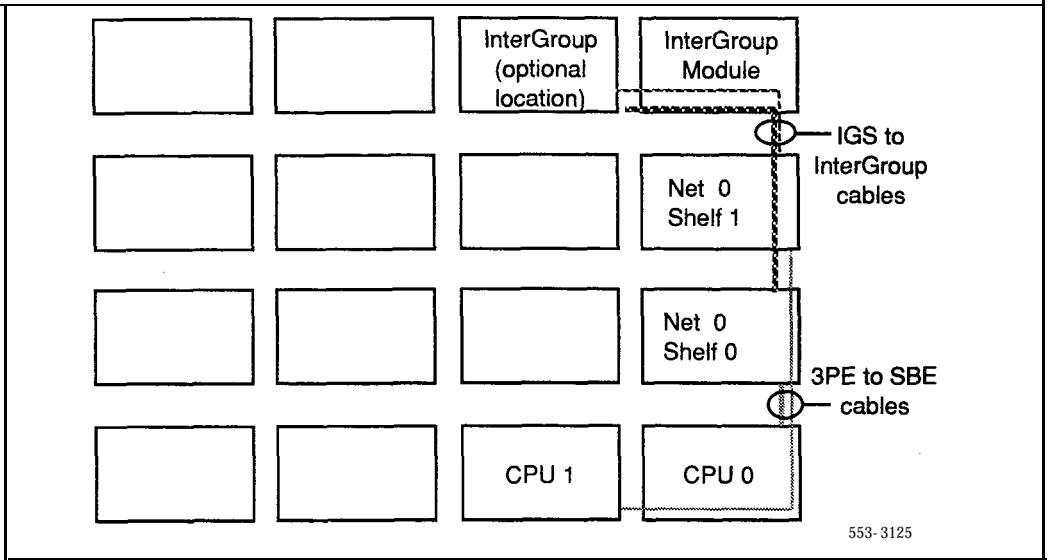 InterGroup
(optional
location)
InterGroup
Module
IGS to
InterGroup
cables
Net 0
Shelf 1
Net 0
Shelf 0
3PE to SBE
cables
CPU 1
CPU 0
553-3125